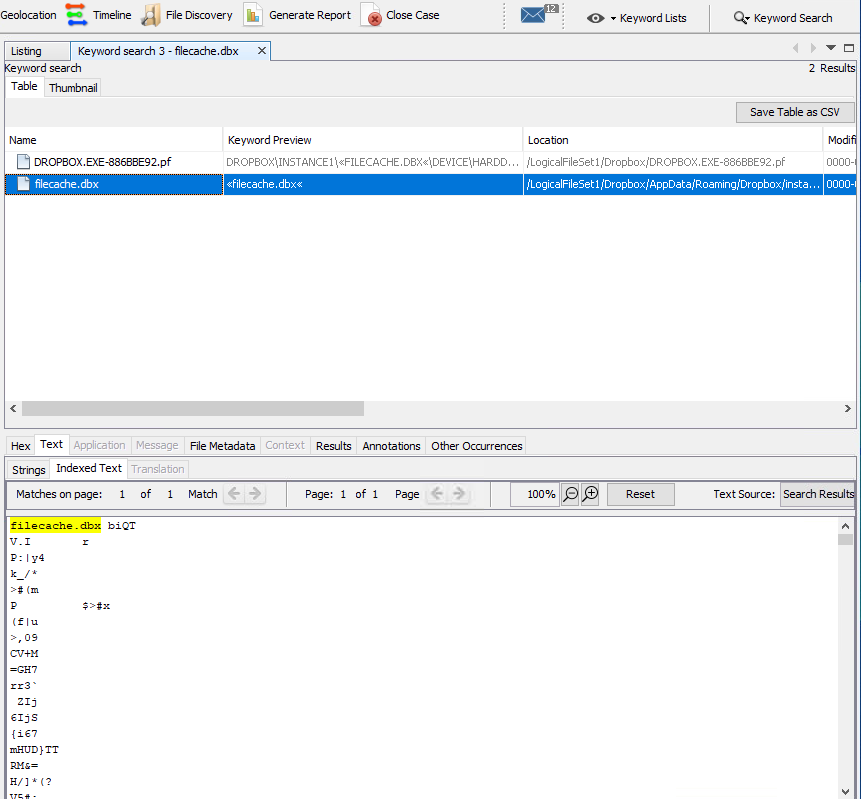 Geolocation Timeline File Discovery Generate Report Close Case 12 Keyword Lists Keyword Search
Listing Keyword search 3 - filecache.dbx
Keyword search 2 Results
Table Thumbnail
Save Table as CSV
Name Keyword Preview Location Modifi
DROPBOX.EXE-886BBE92.pf DROPBOX\INSTANCE1\«FILECACHE.DBX«\DEVICE\HARDD... /LogicalFileSet1/Dropbox/DROPBOX.EXE-886BBE92.pf 0000-0
filecache.dbx «filecache.dbx« /LogicalFileSet1/Dropbox/AppData/Roaming/Dropbox/insta... 0000-0
Hex Text Application Message File Metadata Context Results Annotations Other Occurrences
Strings Indexed Text Translation
Matches on page: 1 of 1 Match Page: 1 of 1 Page 100% Reset Text Source: Search Results
filecache.dbx biQT
V.I r
P:|y4
k_/*
>#(m
P $>#x
(f|u
>,09
CV+M
=GH7
rr3`
ZIj
6IjS
{i67
mHUD}TT
RM&=
H/]*(?
V5#: